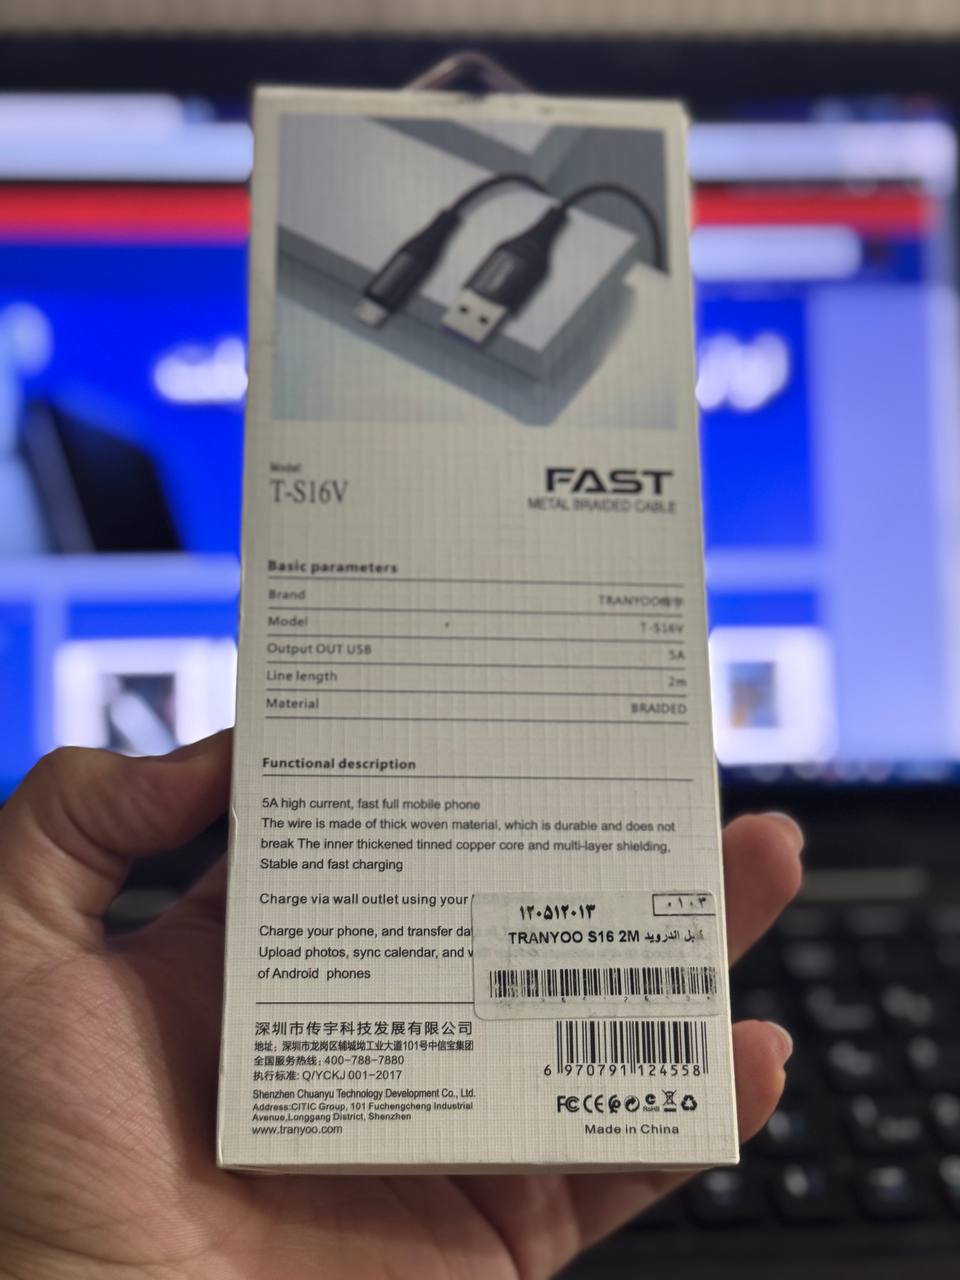 Model
T-S16V
FAST
METAL BRAIDED CABLE
Basic parameters
Brand TRANYOO传宇
Model T-S16V
Output OUT USB 5A
Line length 2m
Material BRAIDED
Functional description
5A high current, fast full mobile phone
The wire is made of thick woven material, which is durable and does not
break The inner thickened tinned copper core and multi-layer shielding,
Stable and fast charging
Charge via wall outlet using your
Charge your phone, and transfer da
Upload photos, sync calendar, and
of Android phones
۱۲۰۵۱۲۰۱۳
۰۱۰۳
کابل اندروید TRANYOO S16 2M
深圳市传宇科技发展有限公司
地址: 深圳市龙岗区辅城坳工业大道101号中信宝集团
全国服务热线: 400-788-7880
执行标准: Q/YCKJ 001-2017
Shenzhen Chuanyu Technology Development Co., Ltd.
Address:CITIC Group, 101 Fuchengcheng Industrial
Avenue,Longgang District, Shenzhen
www.tranyoo.com
6 970791 124558
FC CE RoHS
Made in China